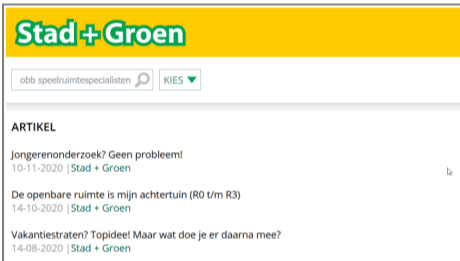 Stad + Groen
obb speelruimtespecialisten
KIES
ARTIKEL
Jongerenonderzoek? Geen probleem!
10-11-2020 | Stad + Groen
De openbare ruimte is mijn achtertuin (R0 t/m R3)
14-10-2020 | Stad + Groen
Vakantiestraten? Topidee! Maar wat doe je er daarna mee?
14-08-2020 | Stad + Groen